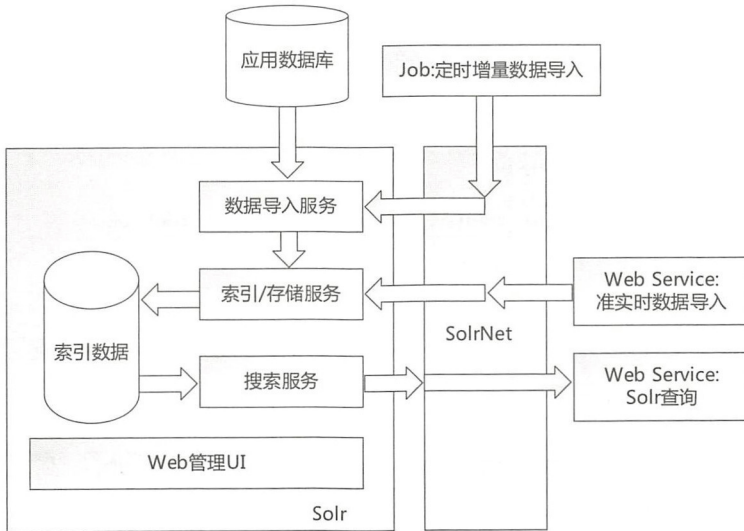 应用数据库
Job:定时增量数据导入
数据导入服务
索引/存储服务
Web Service:
准实时数据导入
SolrNet
索引数据
搜索服务
Web Service:
Solr查询
Web管理UI
Solr